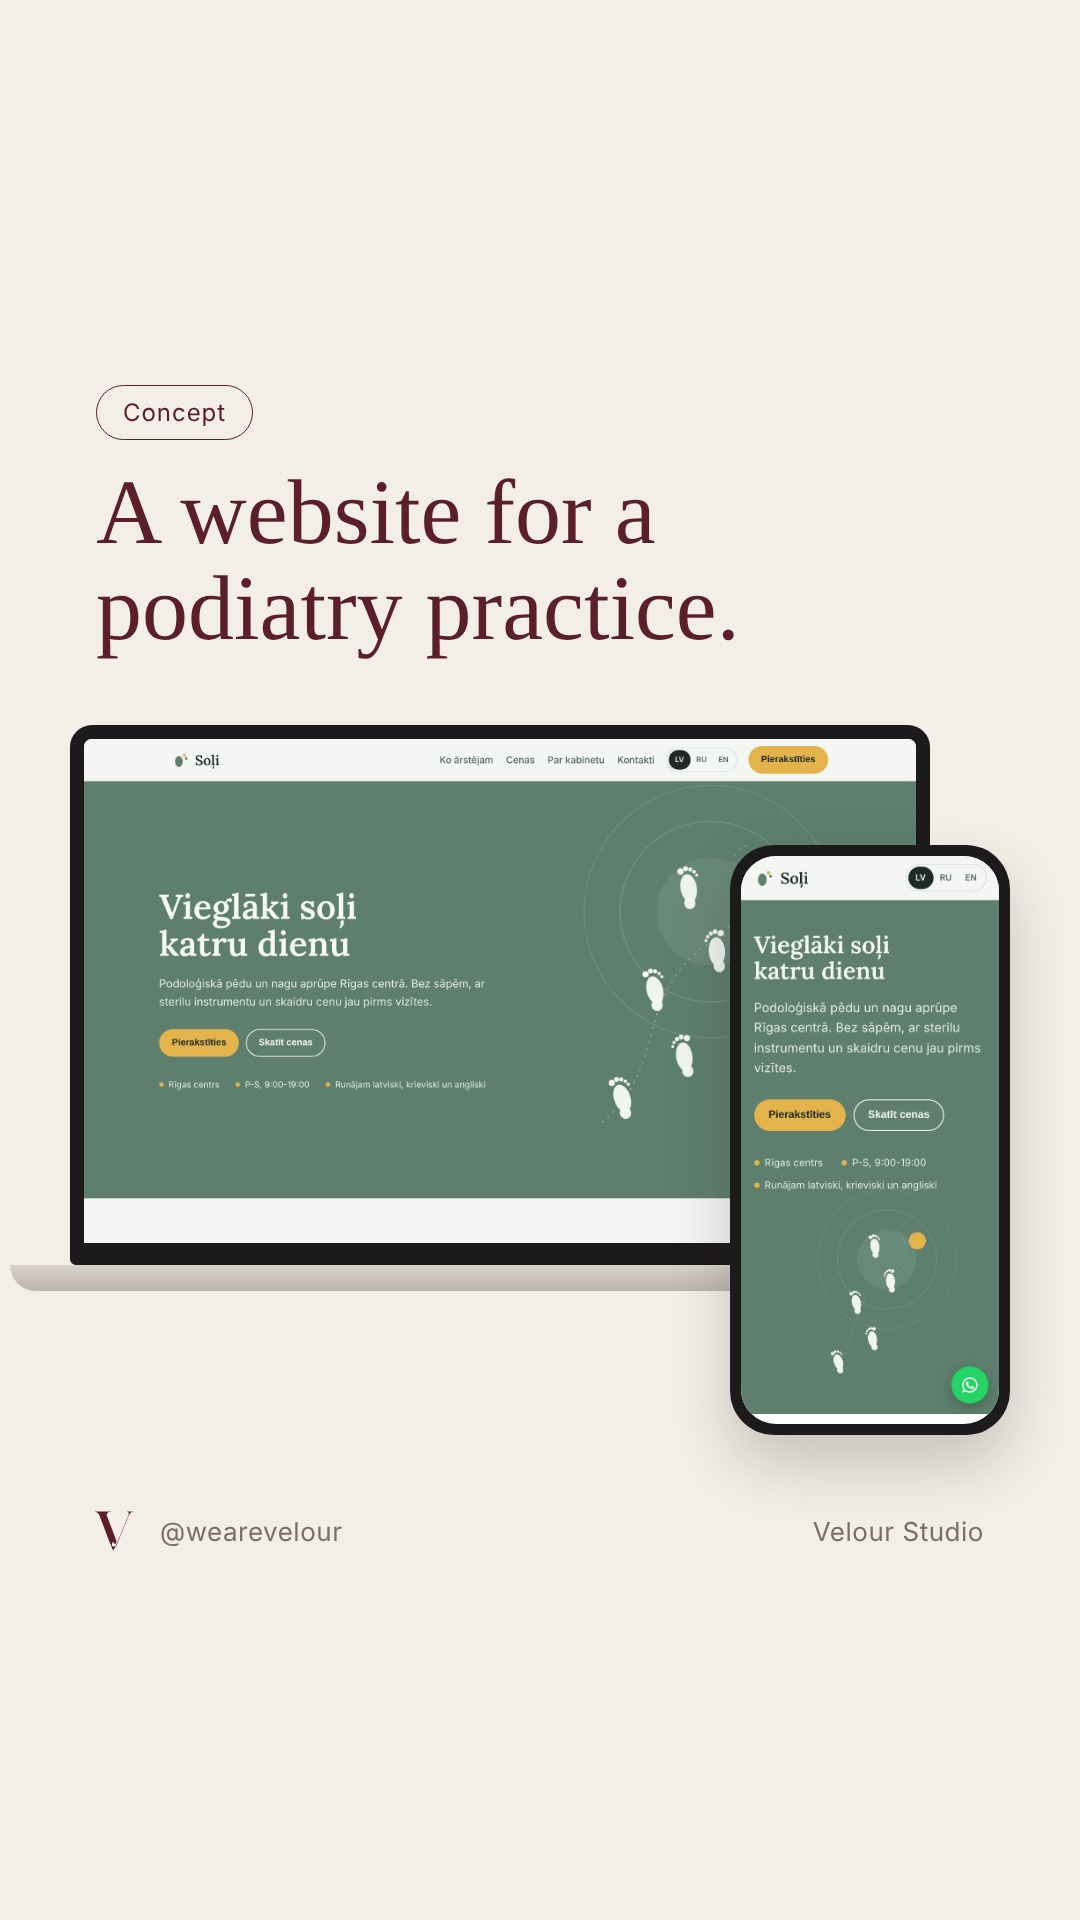 Concept
A website for a
podiatry practice.
Soļi
Ko ārstējam Cenas Par kabinetu Kontakti LV RU EN Pierakstīties
Vieglāki soļi
katru dienu
Podoloģiskā pēdu un nagu aprūpe Rīgas centrā. Bez sāpēm, ar
sterilu instrumentu un skaidru cenu jau pirms vizītes.
Pierakstīties Skatīt cenas
Rīgas centrs P-S, 9:00-19:00 Runājam latviski, krieviski un angliski
Soļi LV RU EN
Vieglāki soļi
katru dienu
Podoloģiskā pēdu un nagu aprūpe
Rīgas centrā. Bez sāpēm, ar sterilu
instrumentu un skaidru cenu jau pirms
vizītes.
Pierakstīties Skatīt cenas
Rīgas centrs P-S, 9:00-19:00
Runājam latviski, krieviski un angliski
V @wearevelour Velour Studio